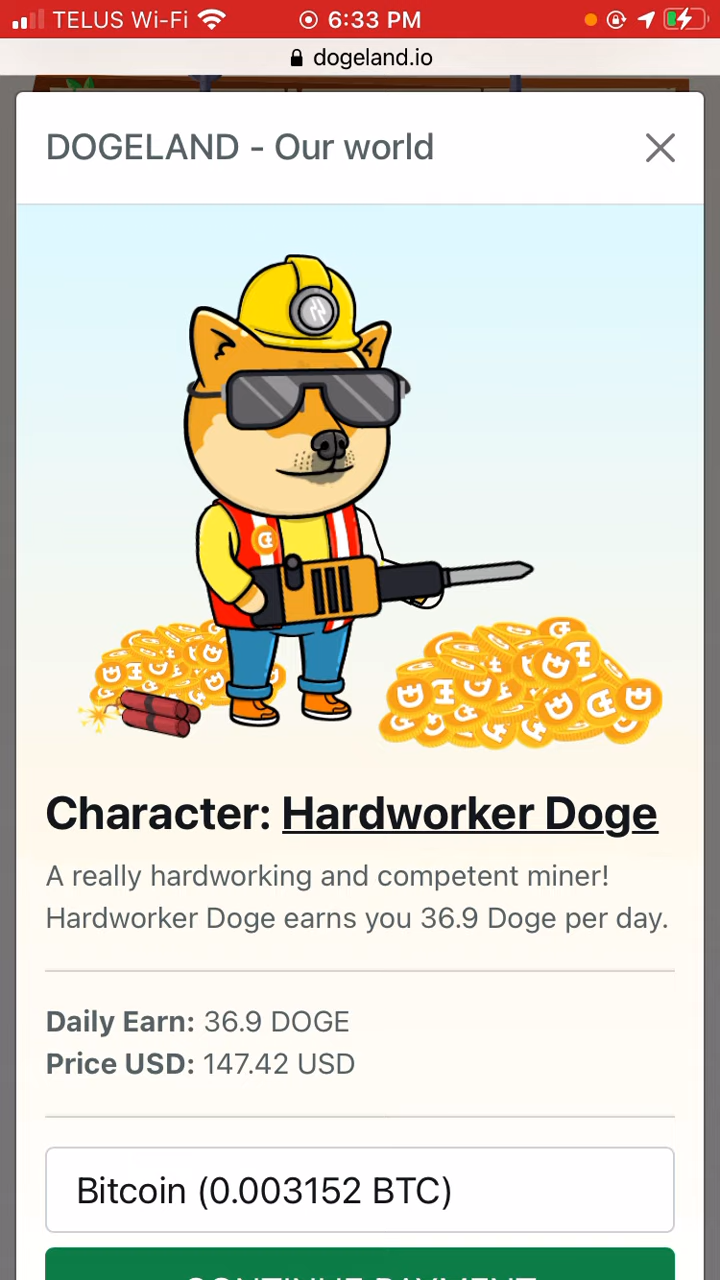 TELUS Wi-Fi 6:33 PM
dogeland.io
DOGELAND - Our world
Character: Hardworker Doge
A really hardworking and competent miner!
Hardworker Doge earns you 36.9 Doge per day.
Daily Earn: 36.9 DOGE
Price USD: 147.42 USD
Bitcoin (0.003152 BTC)
CONTINUE PAYMENT